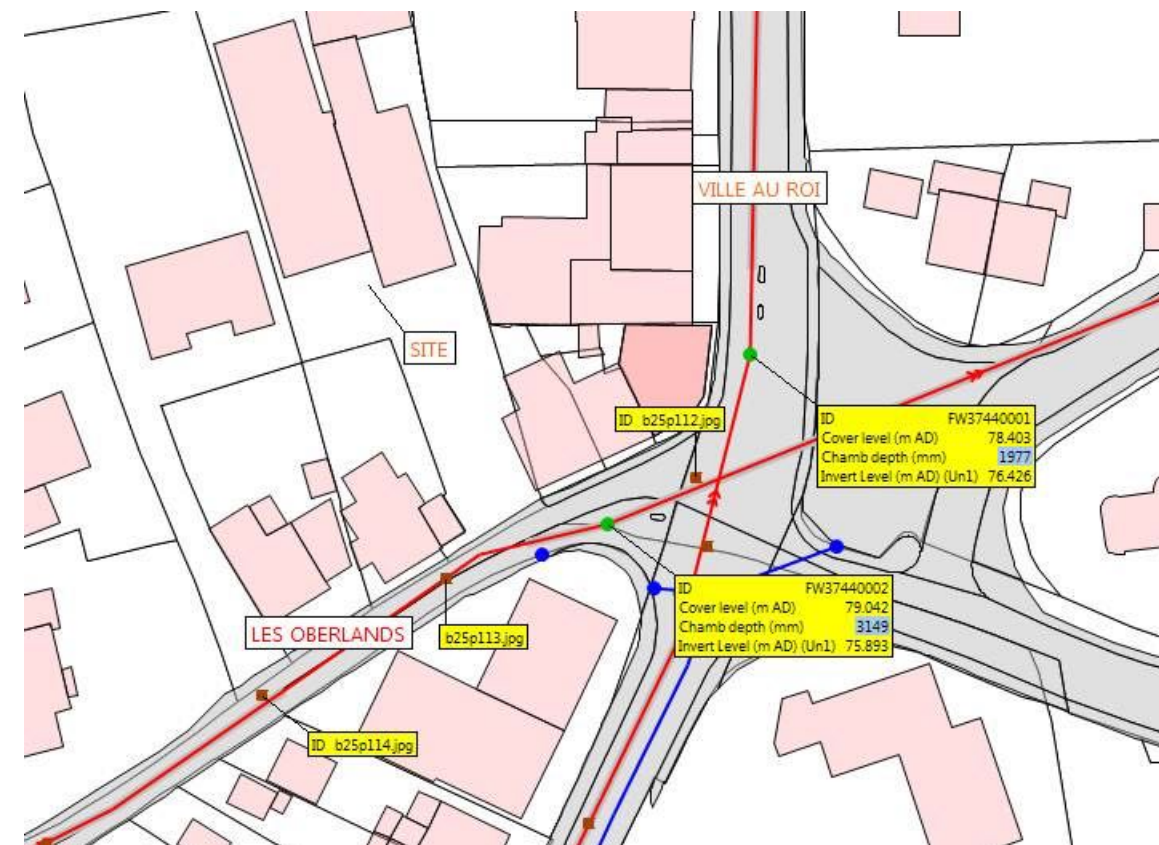 VILLE AU ROI
SITE
ID b25p112.jpg
ID FW37440001
Cover level (m AD) 78.403
Chamb depth (mm) 1977
Invert Level (m AD) (Un1) 76.426
ID FW37440002
Cover level (m AD) 79.042
Chamb depth (mm) 3149
Invert Level (m AD) (Un1) 75.893
LES OBERLANDS
b25p113.jpg
ID b25p114.jpg